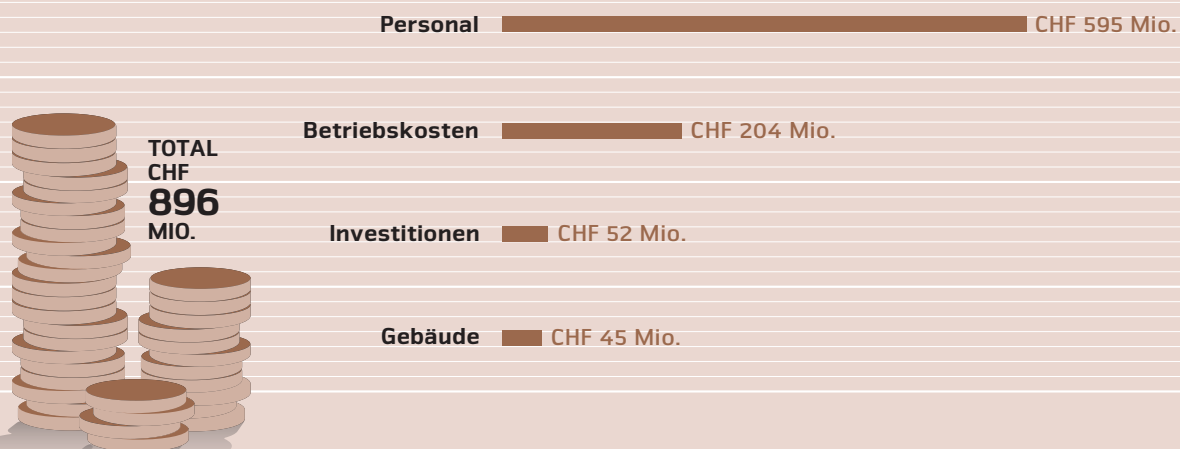 Personal CHF 595 Mio.
Betriebskosten CHF 204 Mio.
TOTAL
CHF
896
MIO.
Investitionen CHF 52 Mio.
Gebäude CHF 45 Mio.